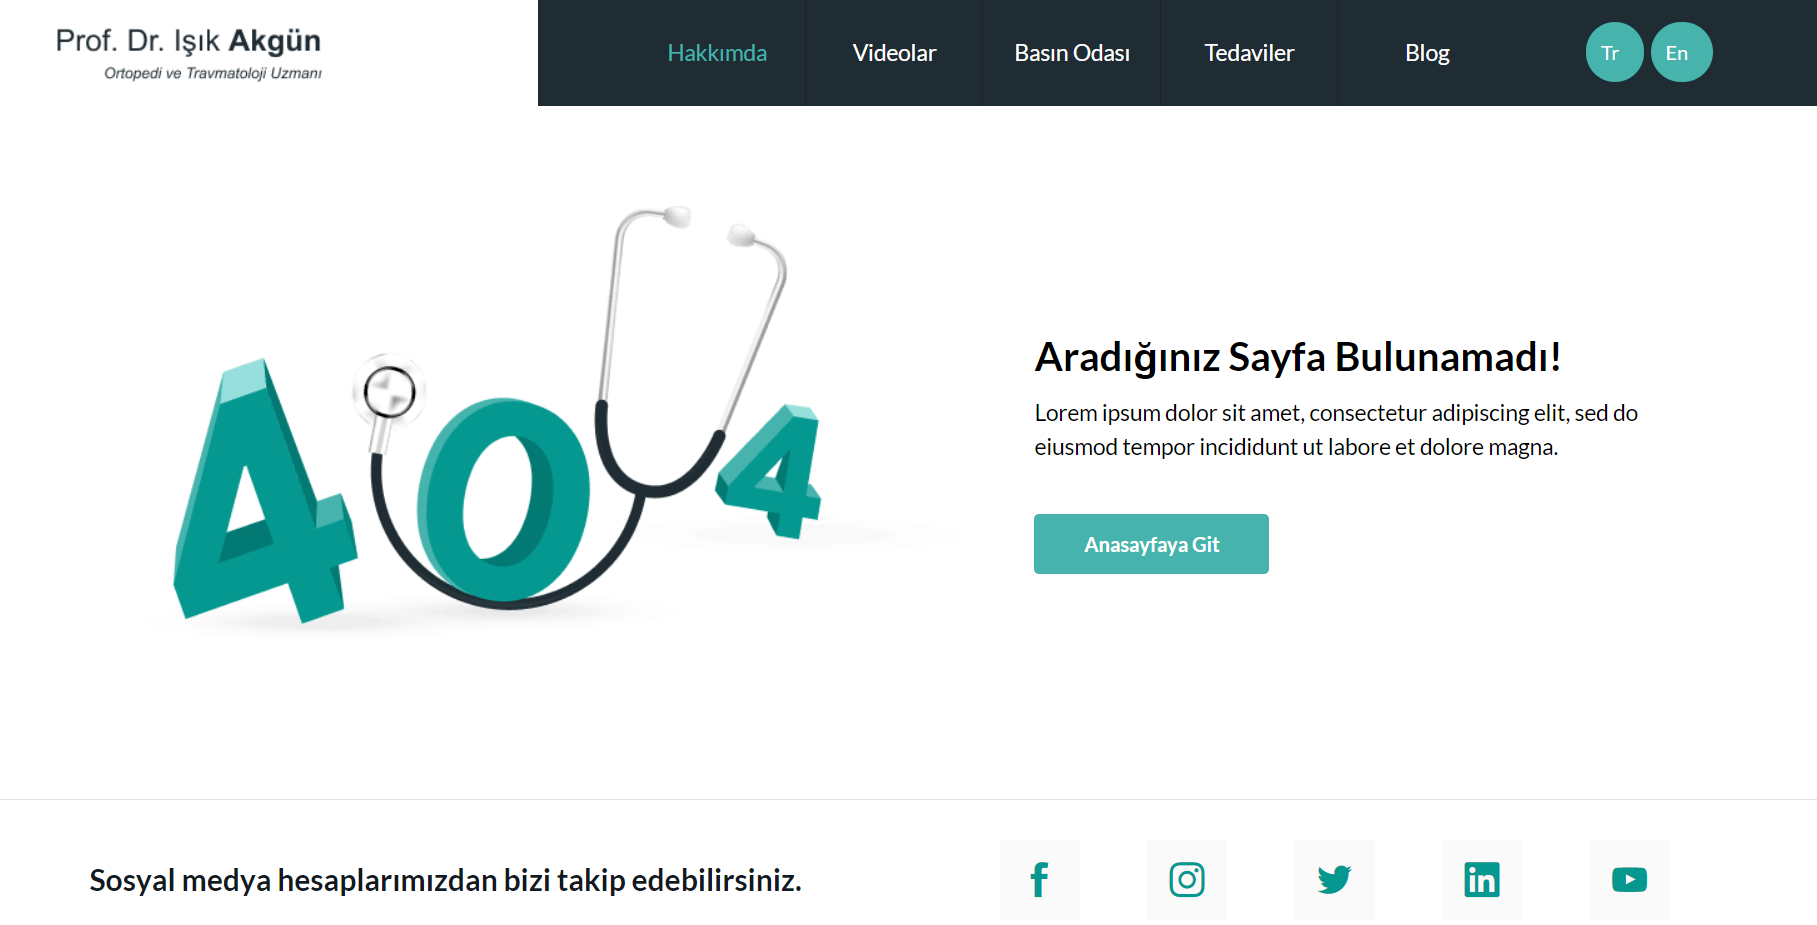 Prof. Dr. Işık Akgün
Ortopedi ve Travmatoloji Uzmanı
Hakkımda
Videolar
Basın Odası
Tedaviler
Blog
Tr
En
404
Aradığınız Sayfa Bulunamadı!
Lorem ipsum dolor sit amet, consectetur adipiscing elit, sed do
eiusmod tempor incididunt ut labore et dolore magna.
Anasayfaya Git
Sosyal medya hesaplarımızdan bizi takip edebilirsiniz.